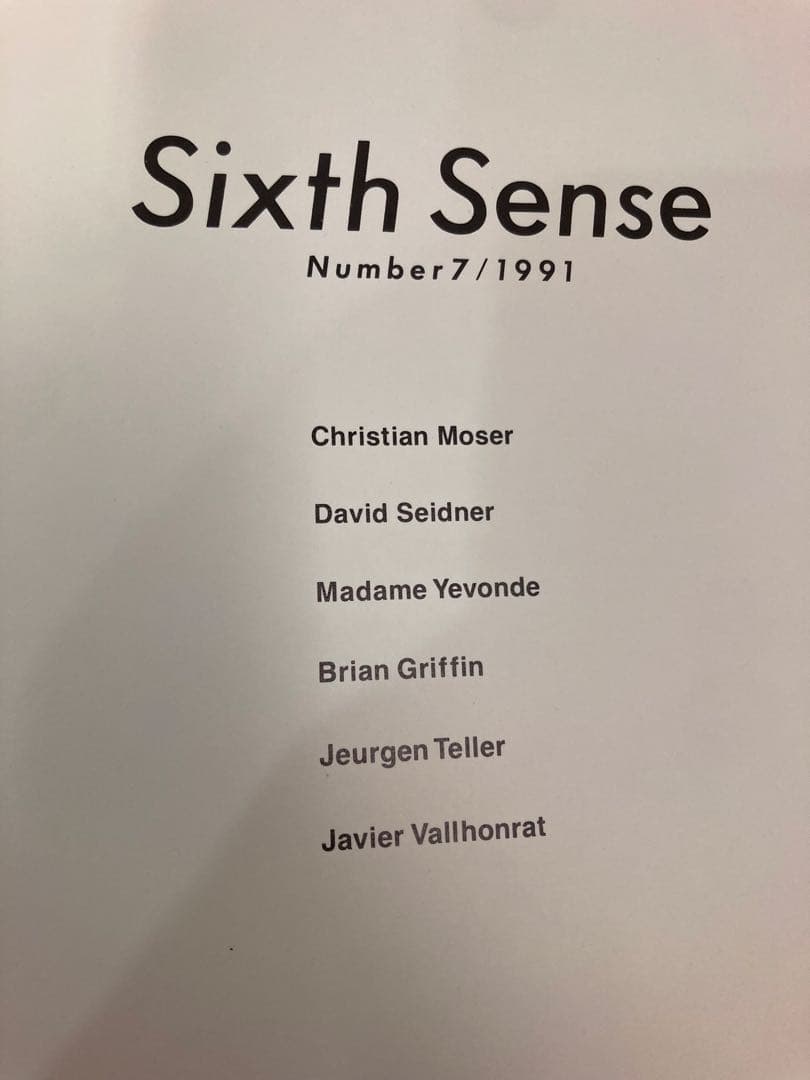 Sixth Sense
Number7/1991
Christian Moser
David Seidner
Madame Yevonde
Brian Griffin
Jeurgen Teller
Javier Vallhonrat